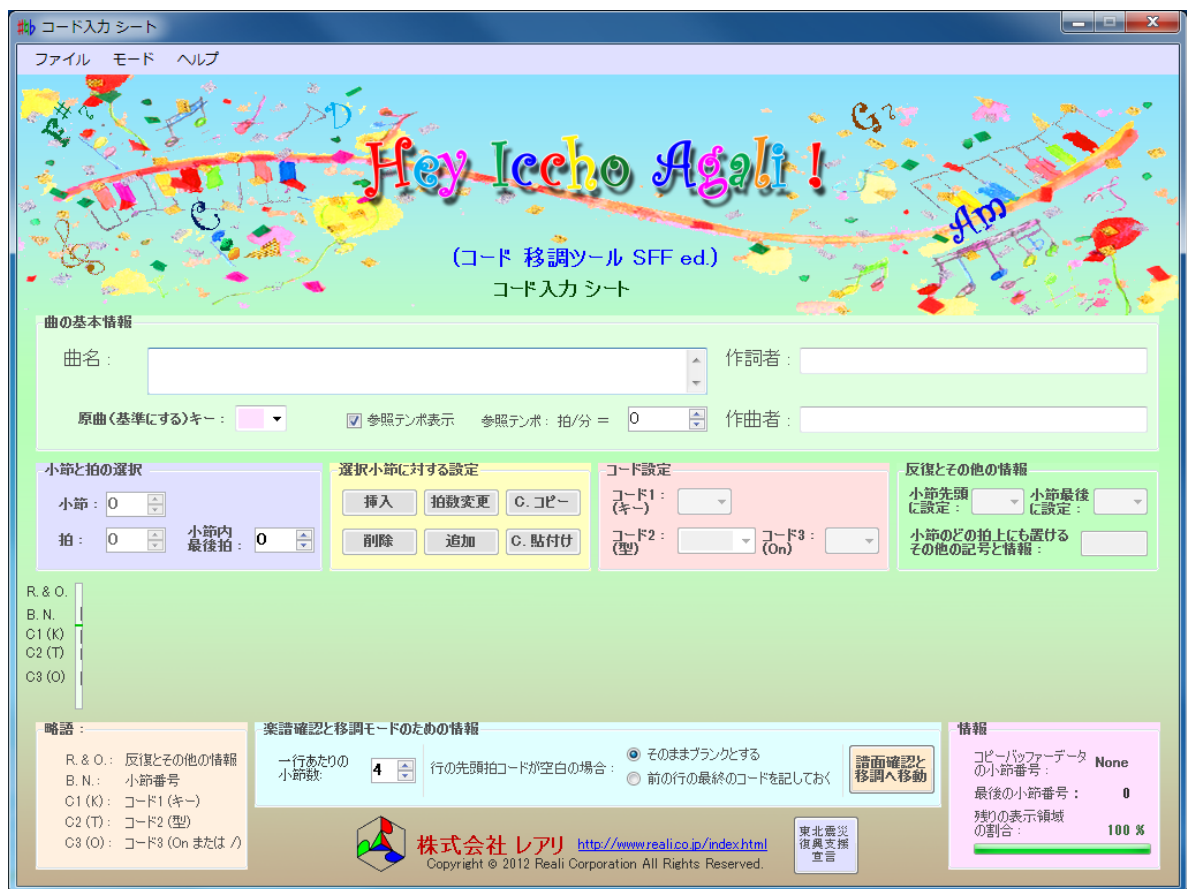 コード入力 シート
ファイル モード ヘルプ
F# D G7
Hey Iccho Agali !
C Am
(コード 移調ツール SFF ed.)
コード入力 シート
曲の基本情報
曲名 :
作詞者 :
原曲(基準にする)キー :
参照テンポ表示 参照テンポ : 拍/分 = 0
作曲者 :
小節と拍の選択
小節 : 0
拍 : 0 小節内
最後拍 : 0
選択小節に対する設定
挿入 拍数変更 C. コピー
削除 追加 C. 貼付け
コード設定
コード1 :
(キー)
コード2 :
(型)
コード3 :
(On)
反復とその他の情報
小節先頭
に設定 :
小節最後
に設定 :
小節のどの拍上にも置ける
その他の記号と情報 :
R. & O.
B. N.
C1 (K)
C2 (T)
C3 (O)
略語 :
R. & O. : 反復とその他の情報
B. N. : 小節番号
C1 (K) : コード1 (キー)
C2 (T) : コード2 (型)
C3 (O) : コード3 (On または /)
楽譜確認と移調モードのための情報
一行あたりの
小節数: 4
行の先頭拍コードが空白の場合 :
そのままブランクとする
前の行の最終のコードを記しておく
譜面確認と
移調へ移動
株式会社 レアリ http://www.reali.co.jp/index.html
Copyright © 2012 Reali Corporation All Rights Reserved.
東北震災
復興支援
宣言
情報
コピーバッファーデータ
の小節番号 : None
最後の小節番号 : 0
残りの表示領域
の割合 : 100 %